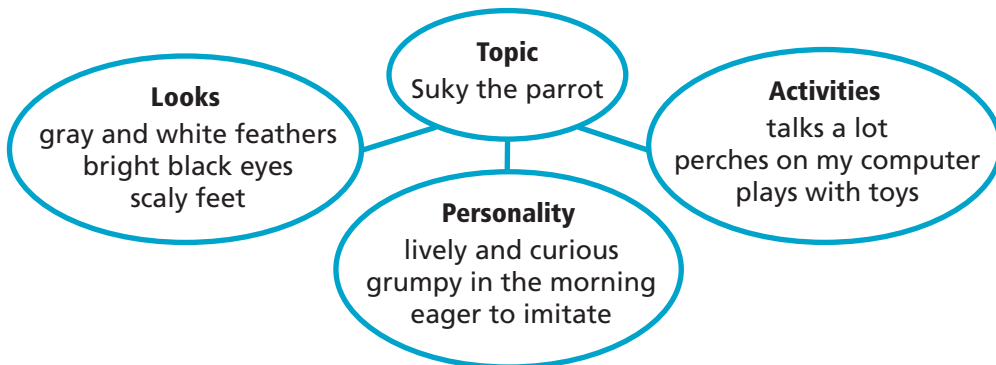 Topic
Suky the parrot
Looks
gray and white feathers
bright black eyes
scaly feet
Personality
lively and curious
grumpy in the morning
eager to imitate
Activities
talks a lot
perches on my computer
plays with toys